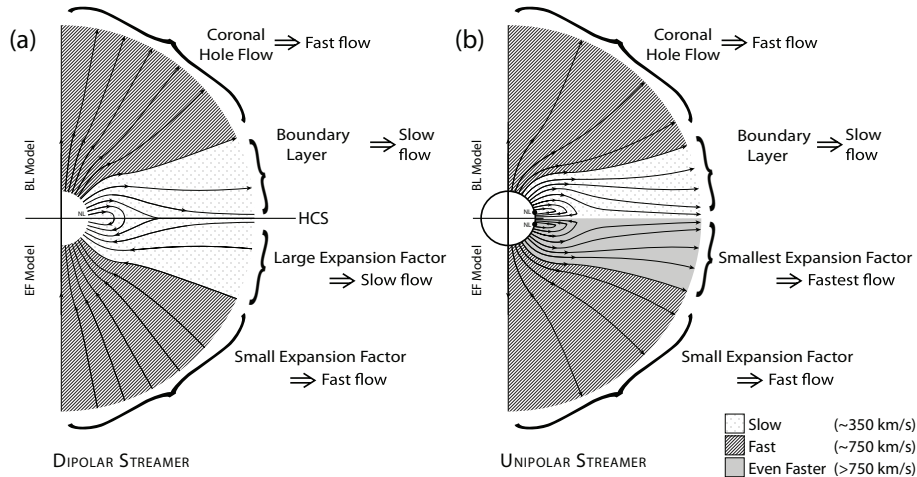 (a)
Coronal
Hole Flow ⇒ Fast flow
BL Model
Boundary
Layer ⇒ Slow
flow
NL
HCS
EF Model
Large Expansion Factor
⇒ Slow flow
Small Expansion Factor
⇒ Fast flow
DIPOLAR STREAMER
(b)
Coronal
Hole Flow ⇒ Fast flow
BL Model
Boundary
Layer ⇒ Slow
flow
NL
NL
EF Model
Smallest Expansion Factor
⇒ Fastest flow
Small Expansion Factor
⇒ Fast flow
UNIPOLAR STREAMER
Slow (~350 km/s)
Fast (~750 km/s)
Even Faster (>750 km/s)